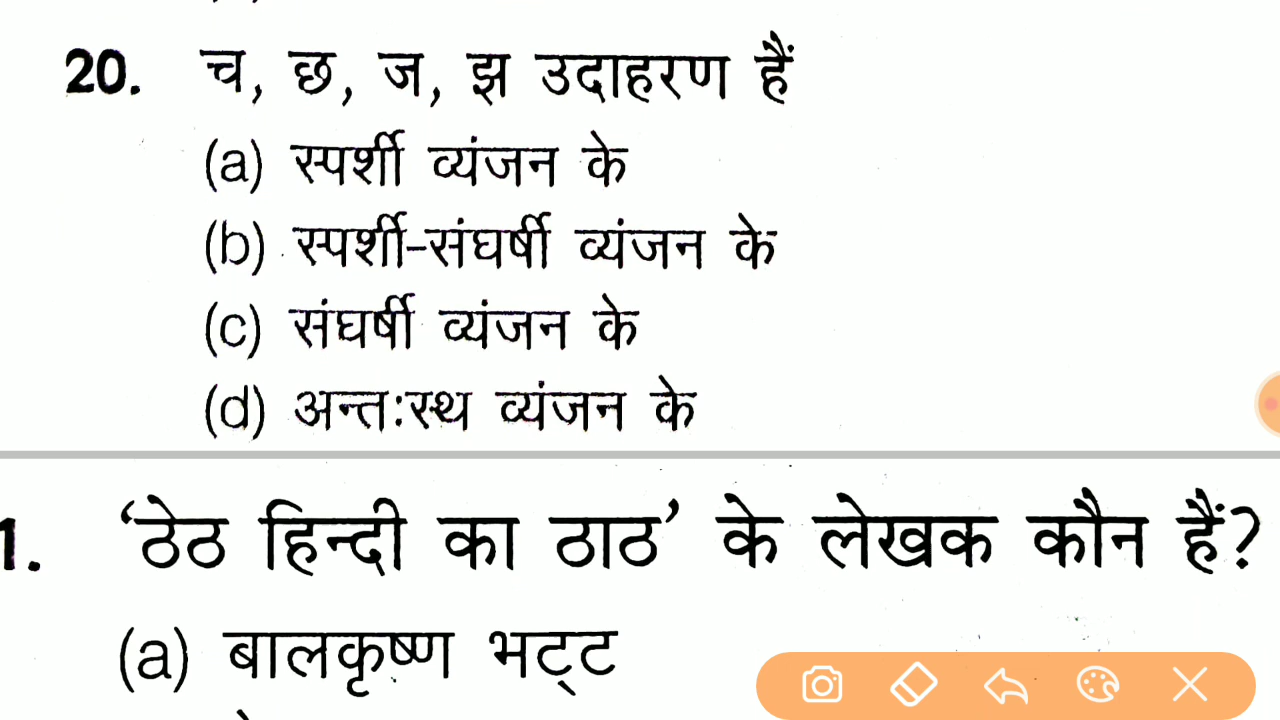 20. च, छ, ज, झ उदाहरण हैं
(a) स्पर्शी व्यंजन के
(b) स्पर्शी-संघर्षी व्यंजन के
(c) संघर्षी व्यंजन के
(d) अन्तःस्थ व्यंजन के
1. ‘ठेठ हिन्दी का ठाठ’ के लेखक कौन हैं?
(a) बालकृष्ण भट्ट